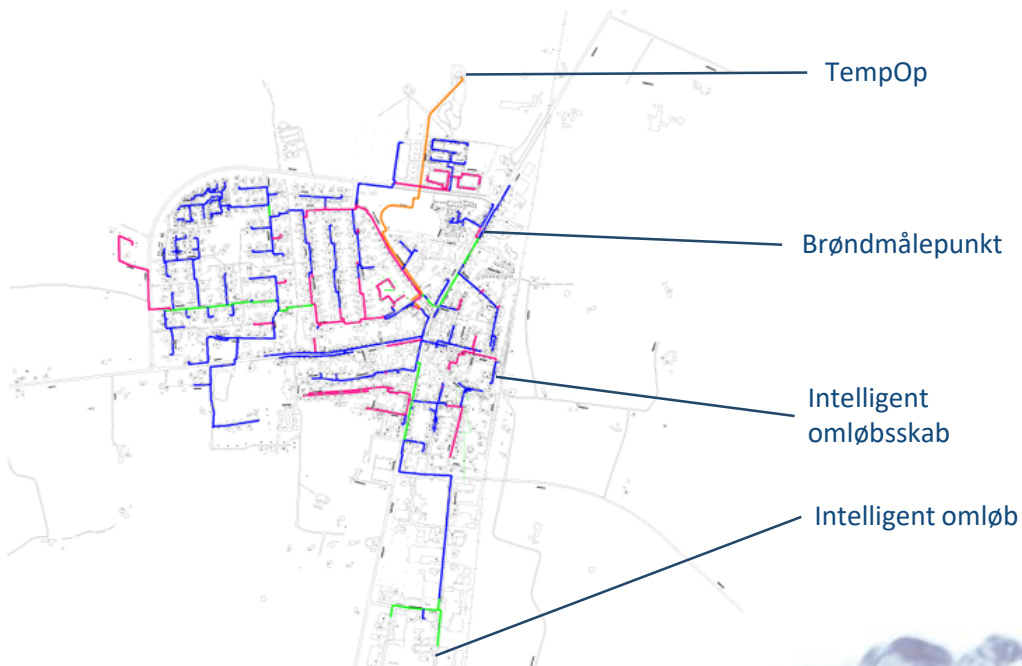 TempOp
Brøndmålepunkt
Intelligent
omløbsskab
Intelligent omløb